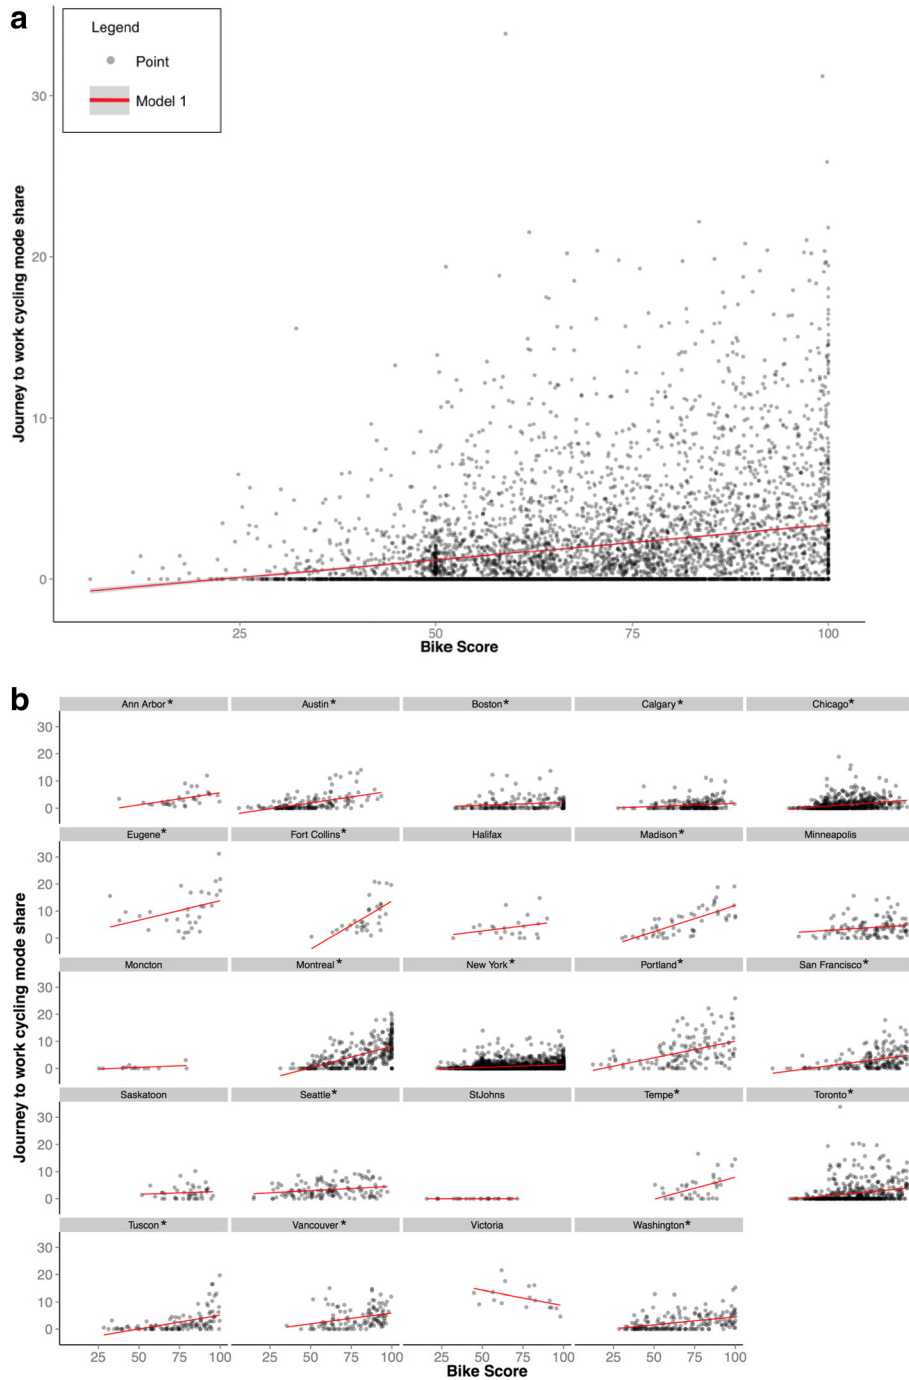 a
Legend
Point
Model 1
Journey to work cycling mode share
30
20
10
0
25 50 75 100
Bike Score
b
Journey to work cycling mode share
Ann Arbor* Austin* Boston* Calgary* Chicago*
30
20
10
0
Eugene* Fort Collins* Halifax Madison* Minneapolis
30
20
10
0
Moncton Montreal* New York* Portland* San Francisco*
30
20
10
0
Saskatoon Seattle* StJohns Tempe* Toronto*
30
20
10
0
Tuscon* Vancouver* Victoria Washington*
30
20
10
0
25 50 75 100 25 50 75 100 25 50 75 100 25 50 75 100
Bike Score